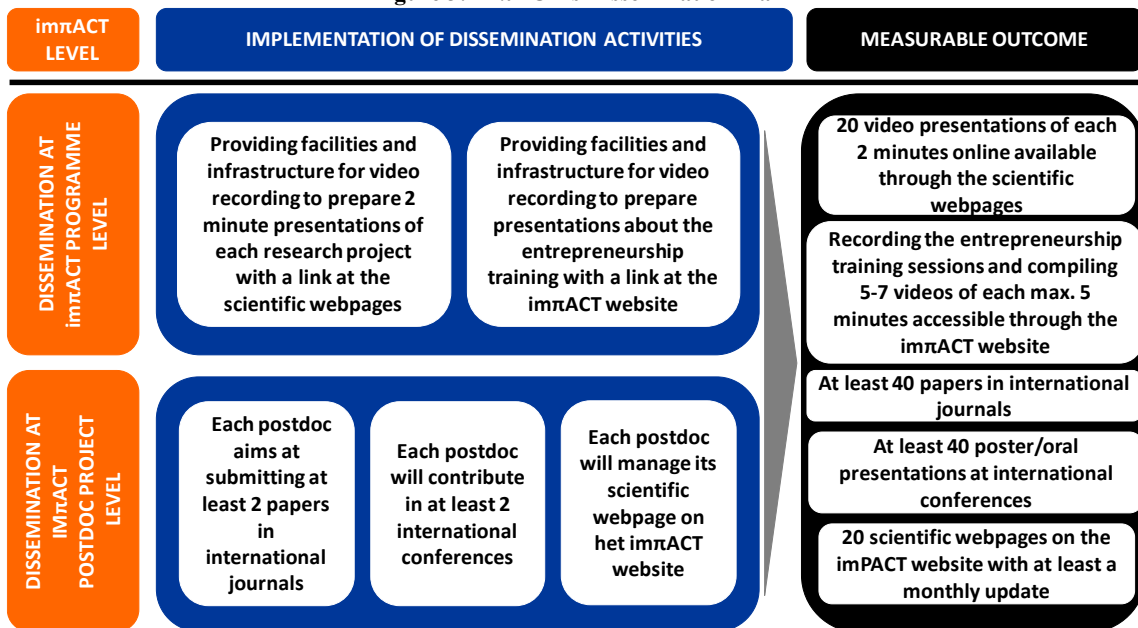 Dissemination
imπACT
LEVEL
IMPLEMENTATION OF DISSEMINATION ACTIVITIES
MEASURABLE OUTCOME
DISSEMINATION AT
imπACT PROGRAMME
LEVEL
Providing facilities and
infrastructure for video
recording to prepare 2
minute presentations of
each research project
with a link at the
scientific webpages
Providing facilities and
infrastructure for video
recording to prepare
presentations about the
entrepreneurship
training with a link at the
imπACT website
20 video presentations of each
2 minutes online available
through the scientific
webpages
Recording the entrepreneurship
training sessions and compiling
5-7 videos of each max. 5
minutes accessible through the
imπACT website
DISSEMINATION AT
IMπACT
POSTDOC PROJECT
LEVEL
Each postdoc
aims at
submitting at
least 2 papers
in
international
journals
Each postdoc
will contribute
in at least 2
international
conferences
Each postdoc
will manage its
scientific
webpage on
het imπACT
website
At least 40 papers in international
journals
At least 40 poster/oral
presentations at international
conferences
20 scientific webpages on the
imPACT website with at least a
monthly update